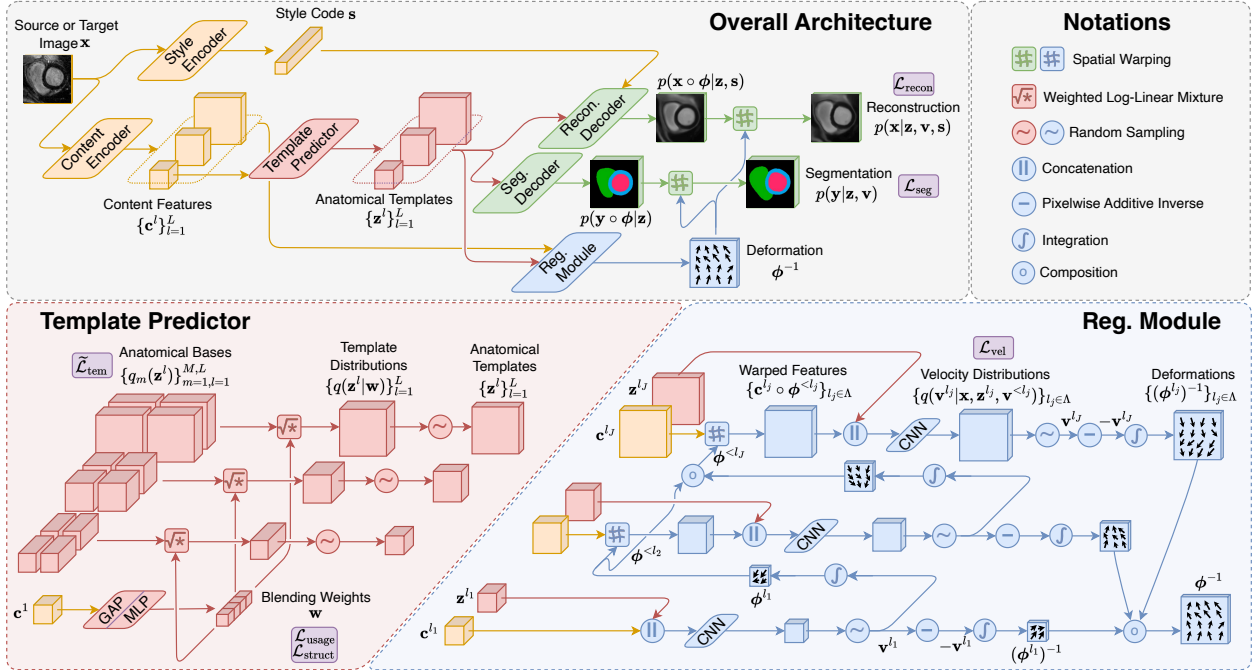 Overall Architecture
Source or Target
Image x
Style
Encoder
Style Code s
Content
Encoder
Content Features
{c^l}_{l=1}^L
Template
Predictor
Anatomical Templates
{z^l}_{l=1}^L
Recon.
Decoder
Seg.
Decoder
Reg.
Module
p(x ∘ ϕ|z, s)
p(y ∘ ϕ|z)
L_recon
Reconstruction
p(x|z, v, s)
Segmentation
p(y|z, v)
L_seg
Deformation
ϕ^{-1}
Notations
Spatial Warping
√* Weighted Log-Linear Mixture
~ ~ Random Sampling
|| Concatenation
− Pixelwise Additive Inverse
∫ Integration
o Composition
Template Predictor
L̃_tem
Anatomical Bases
{q_m(z^l)}_{m=1,l=1}^{M,L}
Template
Distributions
{q(z^l|w)}_{l=1}^L
Anatomical
Templates
{z^l}_{l=1}^L
√*
~
√*
~
√*
~
c^1
GAP
MLP
Blending Weights
w
L_usage
L_struct
Reg. Module
L_vel
z^{l_J}
c^{l_J}
Warped Features
{c^{l_j} ∘ ϕ^{<l_j}}_{l_j∈Λ}
Velocity Distributions
{q(v^{l_j}|x, z^{l_j}, v^{<l_j})}_{l_j∈Λ}
Deformations
{(ϕ^{l_j})^{-1}}_{l_j∈Λ}
ϕ^{<l_J}
||
CNN
~
v^{l_J}
−
−v^{l_J}
∫
o
∫
ϕ^{<l_2}
||
CNN
~
−
∫
ϕ^{l_1}
∫
z^{l_1}
c^{l_1}
||
CNN
~
v^{l_1}
−
−v^{l_1}
∫
(ϕ^{l_1})^{-1}
o
ϕ^{-1}